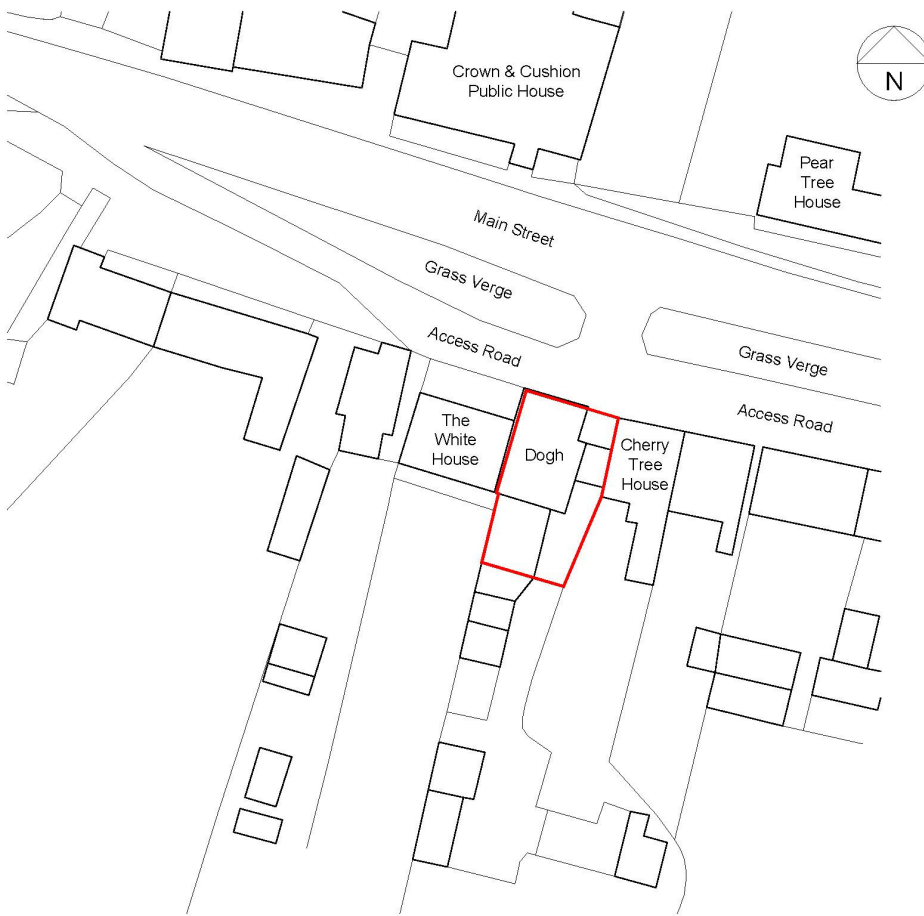 Crown & Cushion
Public House
N
Pear
Tree
House
Main Street
Grass Verge
Access Road
Grass Verge
Access Road
The
White
House
Dogh
Cherry
Tree
House